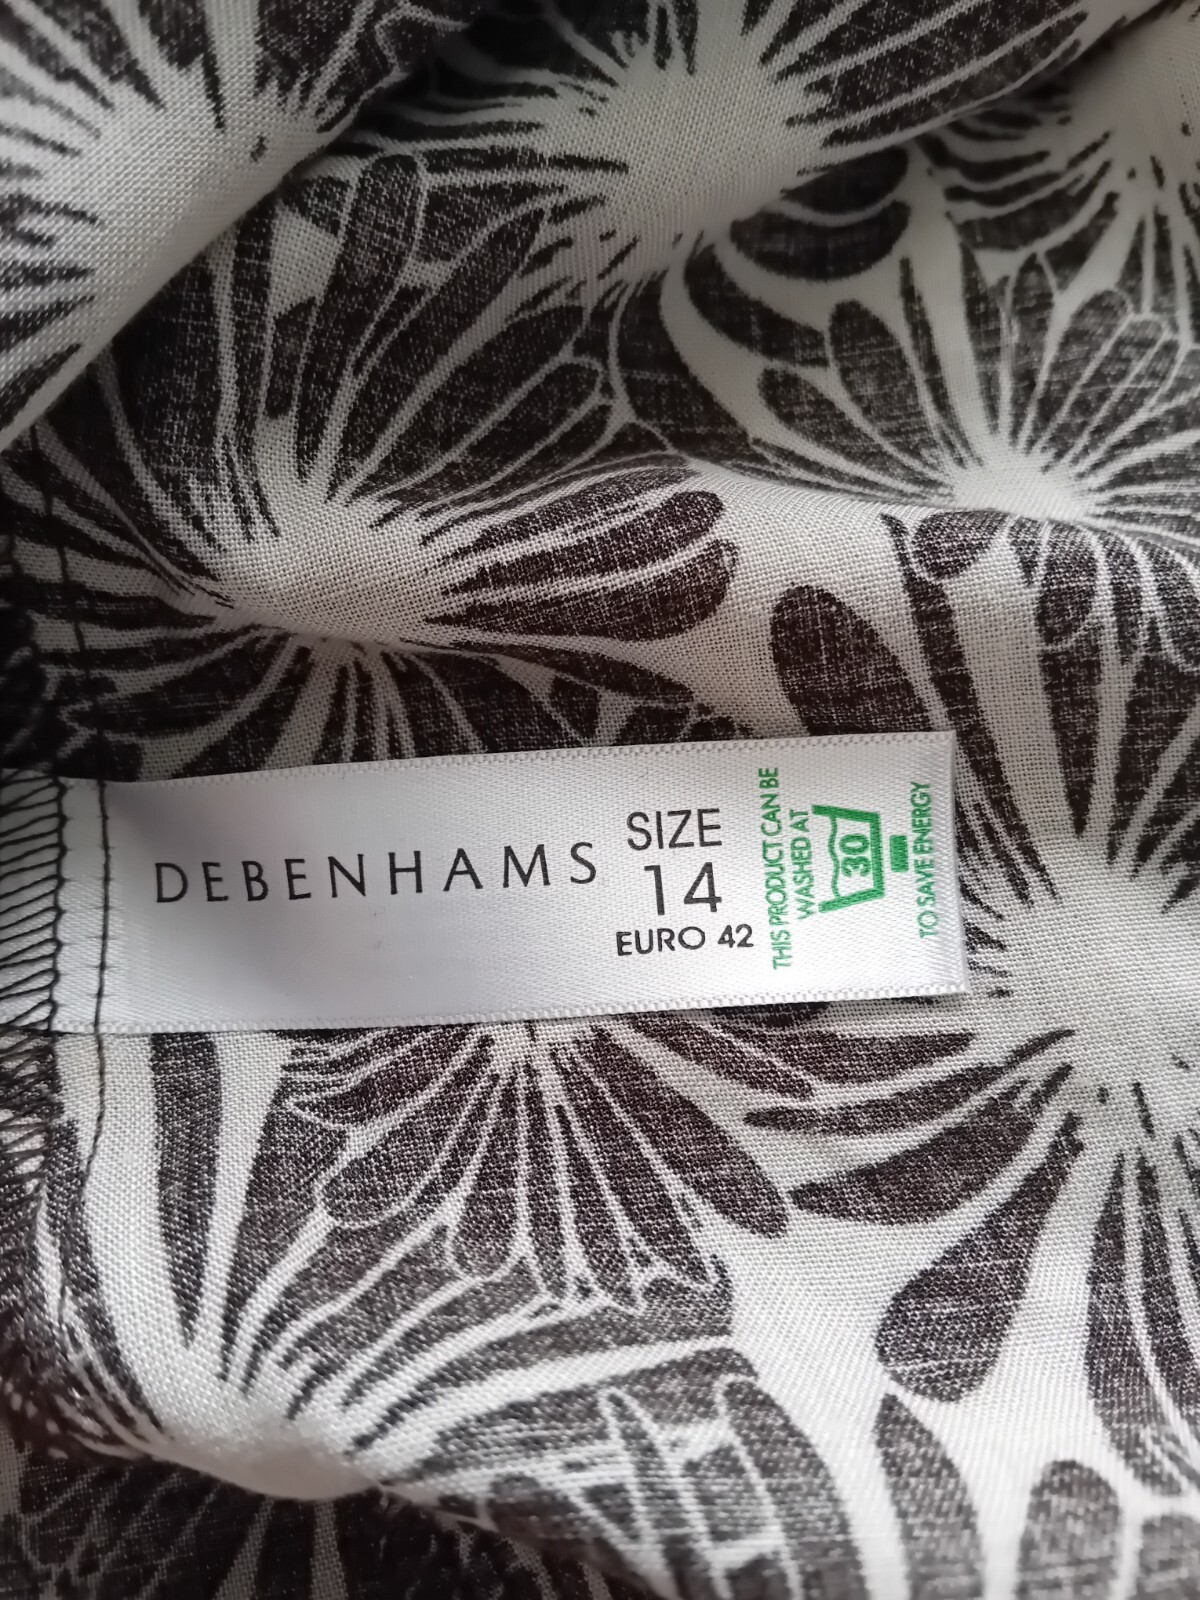 DEBENHAMS
SIZE
14
EURO 42
THIS PRODUCT CAN BE
WASHED AT
30
TO SAVE ENERGY